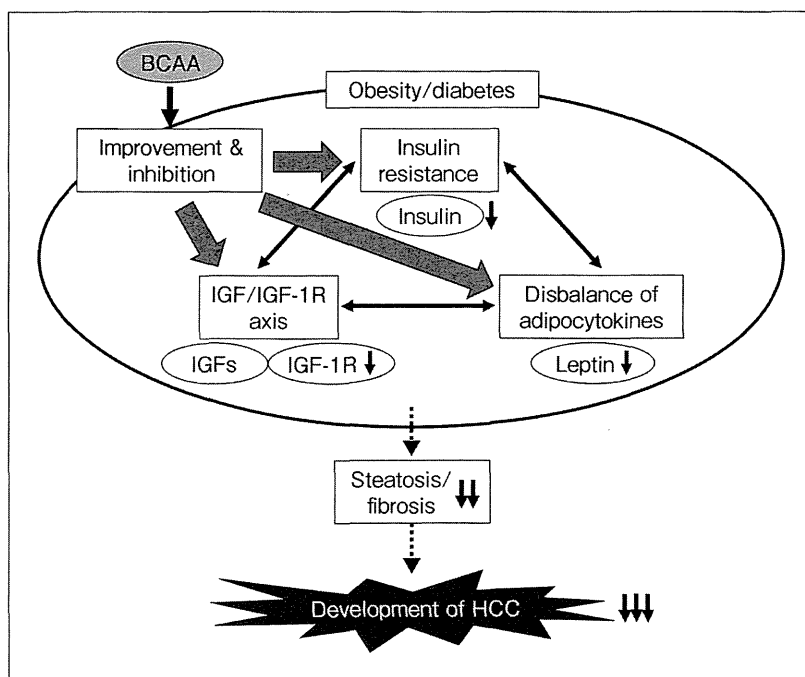 BCAA
Obesity/diabetes
Improvement &
inhibition
Insulin
resistance
Insulin
IGF/IGF-1R
axis
Disbalance of
adipocytokines
IGFs
IGF-1R
Leptin
Steatosis/
fibrosis
Development of HCC